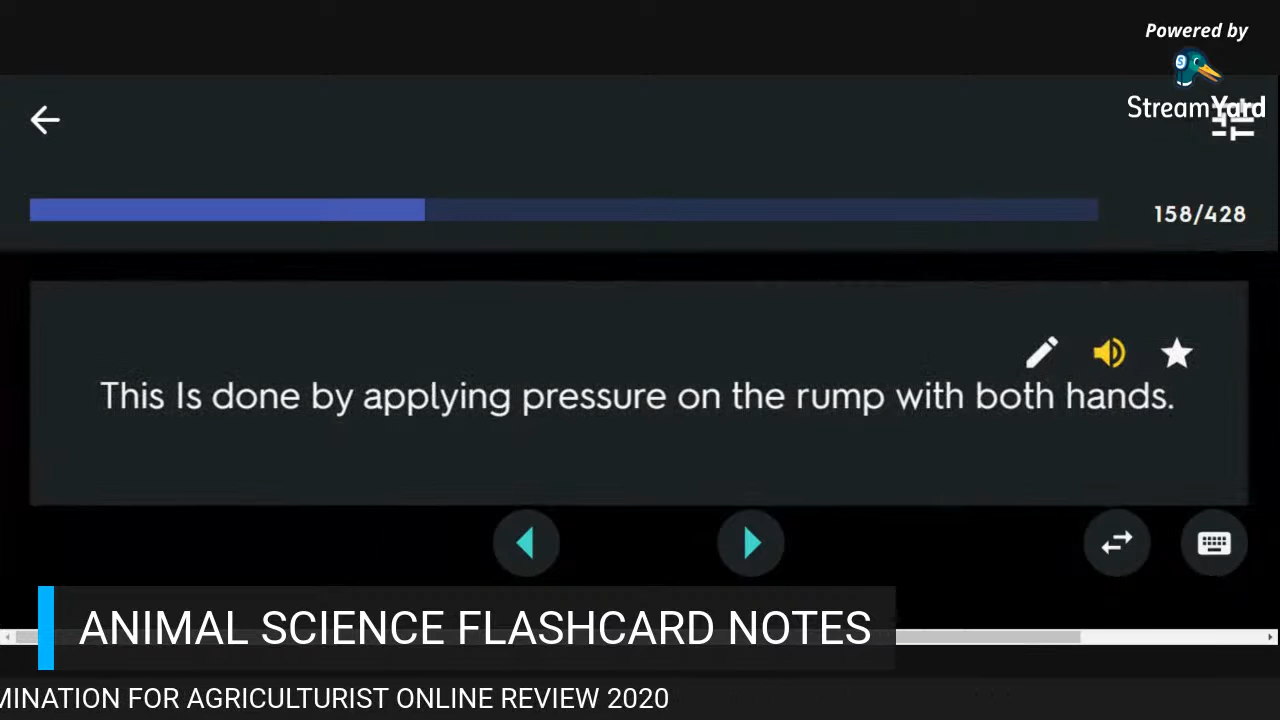 Powered by
StreamYard
158/428
This Is done by applying pressure on the rump with both hands.
ANIMAL SCIENCE FLASHCARD NOTES
MINATION FOR AGRICULTURIST ONLINE REVIEW 2020